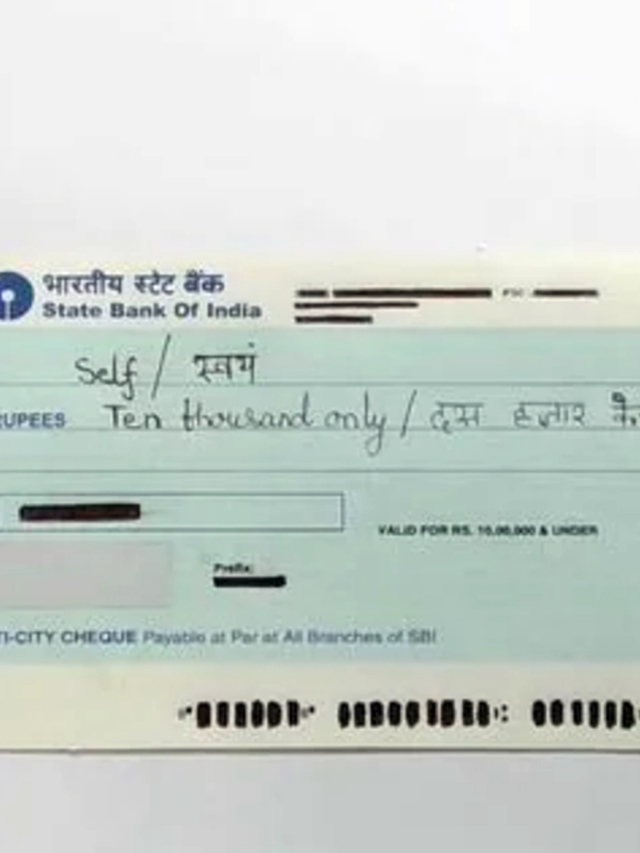 भारतीय स्टेट बैंक
State Bank Of India
Self / स्वयं
RUPEES Ten thousand only / दस हजार
VALID FOR RS. 10,00,000 & UNDER
Prefix:
TI-CITY CHEQUE Payable at Par at All Branches of SBI